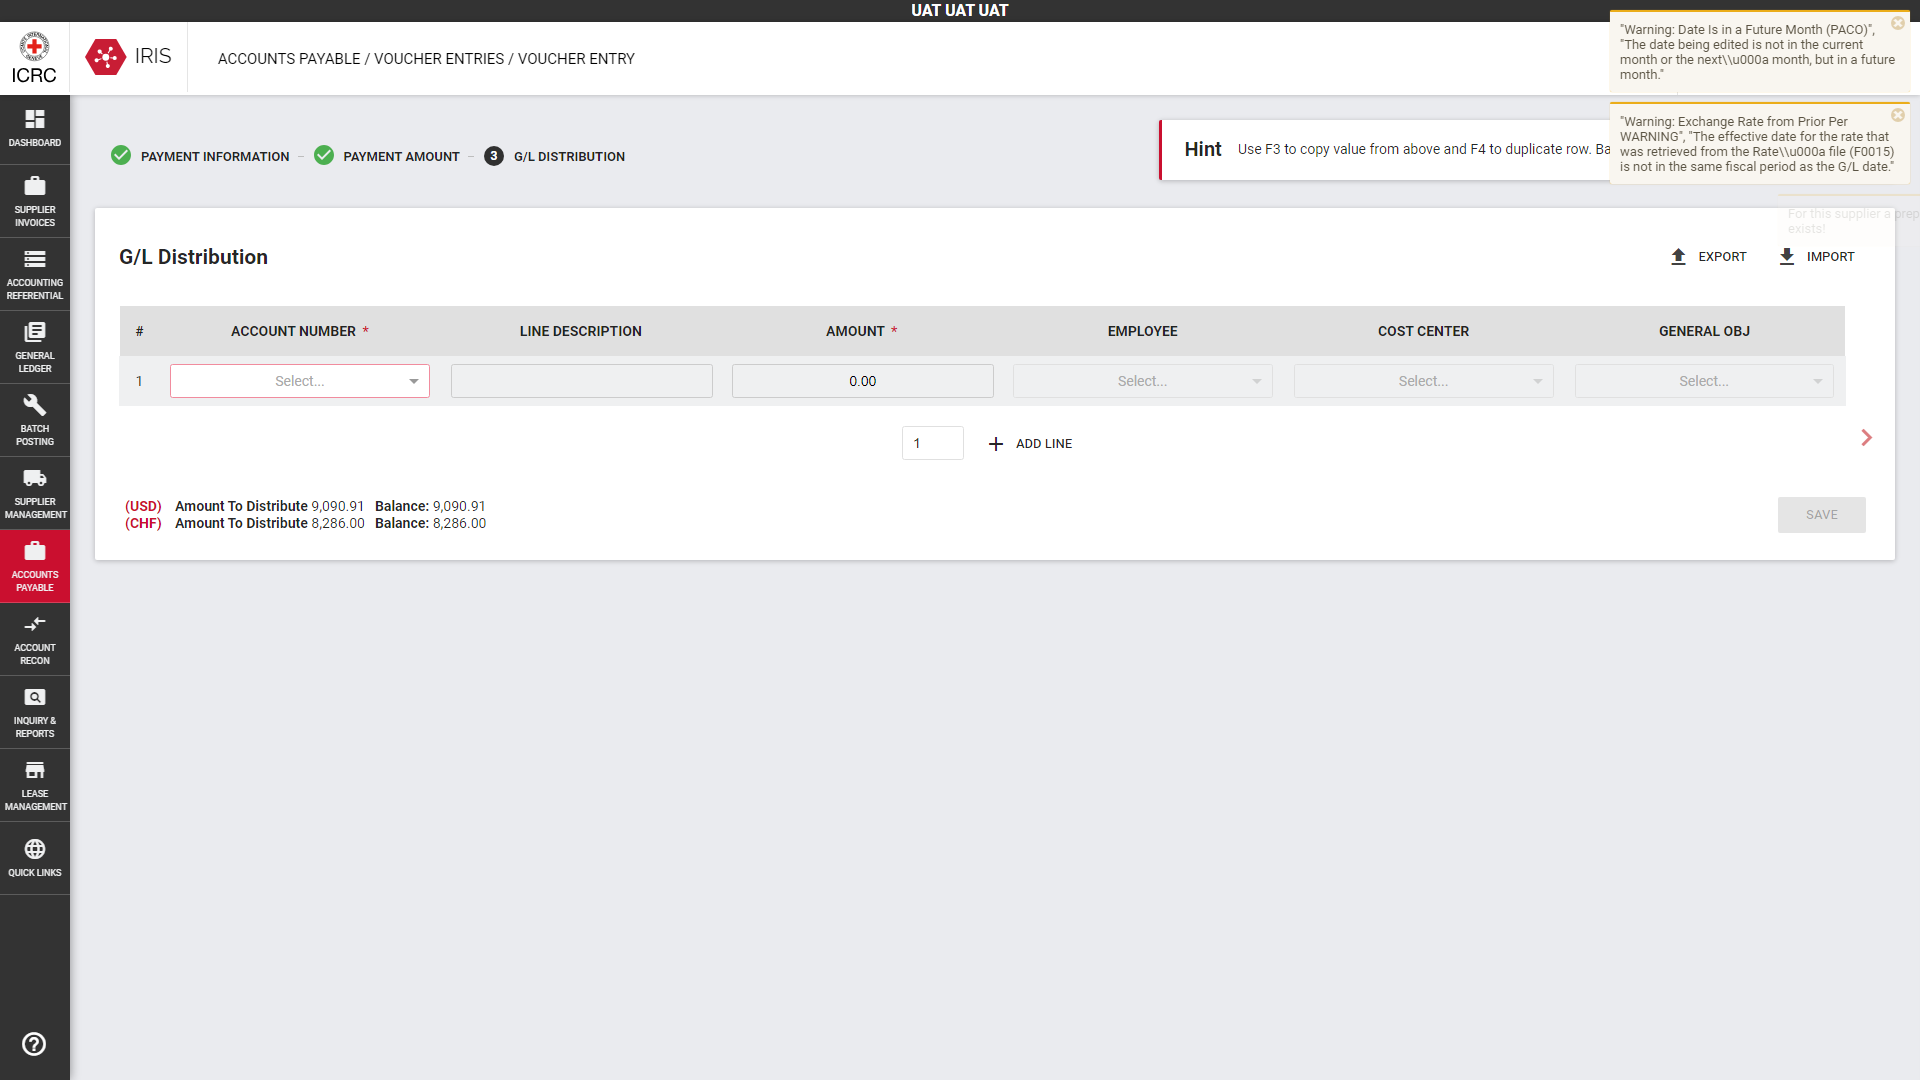 UAT UAT UAT
ICRC
IRIS
ACCOUNTS PAYABLE / VOUCHER ENTRIES / VOUCHER ENTRY
"Warning: Date Is in a Future Month (PACO)",
"The date being edited is not in the current
month or the next\\u000a month, but in a future
month."
"Warning: Exchange Rate from Prior Per
WARNING", "The effective date for the rate that
was retrieved from the Rate\\u000a file (F0015)
is not in the same fiscal period as the G/L date."
For this supplier a prep
exists!
DASHBOARD
SUPPLIER
INVOICES
ACCOUNTING
REFERENTIAL
GENERAL
LEDGER
BATCH
POSTING
SUPPLIER
MANAGEMENT
ACCOUNTS
PAYABLE
ACCOUNT
RECON
INQUIRY &
REPORTS
LEASE
MANAGEMENT
QUICK LINKS
PAYMENT INFORMATION
PAYMENT AMOUNT
3 G/L DISTRIBUTION
Hint Use F3 to copy value from above and F4 to duplicate row. Ba
G/L Distribution
EXPORT
IMPORT
# ACCOUNT NUMBER * LINE DESCRIPTION AMOUNT * EMPLOYEE COST CENTER GENERAL OBJ
1 Select... 0.00 Select... Select... Select...
1 ADD LINE
(USD) Amount To Distribute 9,090.91 Balance: 9,090.91
(CHF) Amount To Distribute 8,286.00 Balance: 8,286.00
SAVE